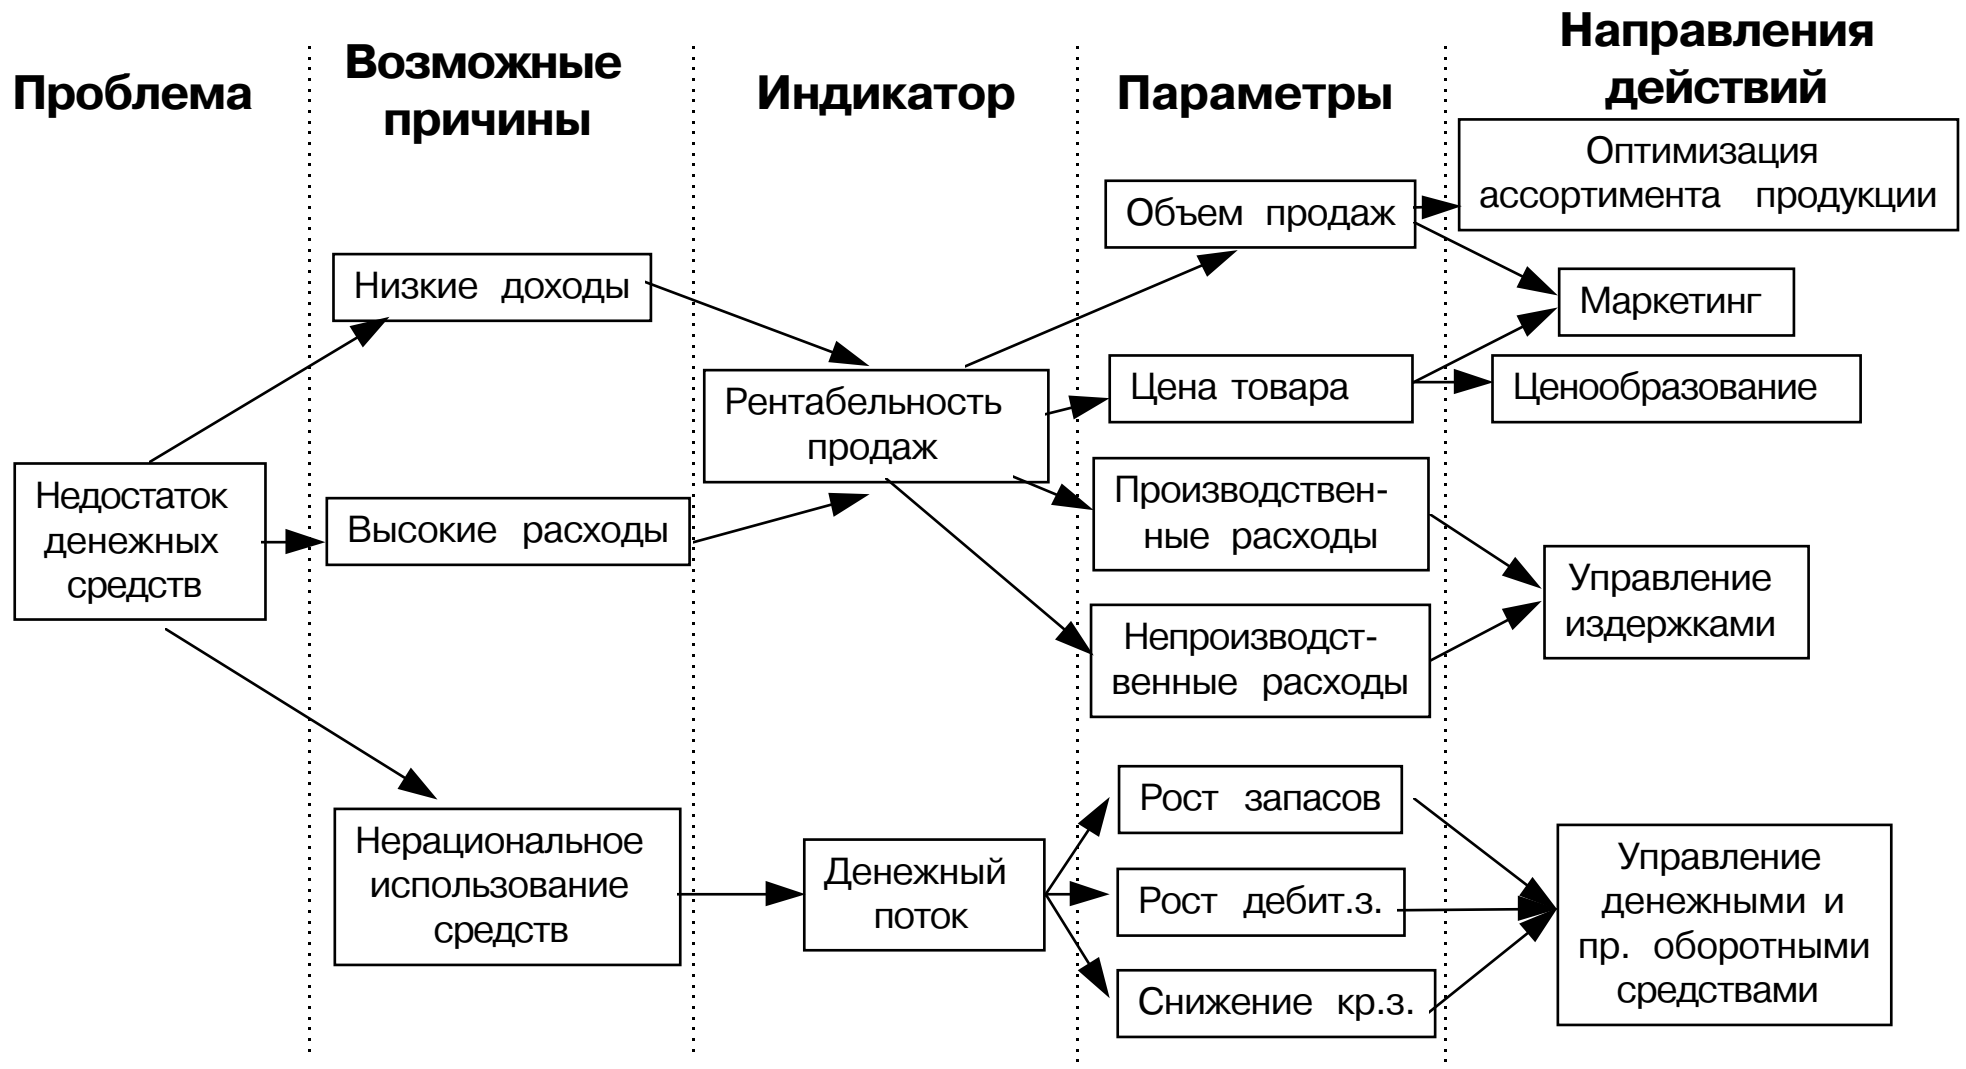 Проблема
Возможные
причины
Индикатор
Параметры
Направления
действий
Недостаток
денежных
средств
Низкие доходы
Высокие расходы
Нерациональное
использование
средств
Рентабельность
продаж
Денежный
поток
Объем продаж
Цена товара
Производствен-
ные расходы
Непроизводст-
венные расходы
Рост запасов
Рост дебит.з.
Снижение кр.з.
Оптимизация
ассортимента продукции
Маркетинг
Ценообразование
Управление
издержками
Управление
денежными и
пр. оборотными
средствами